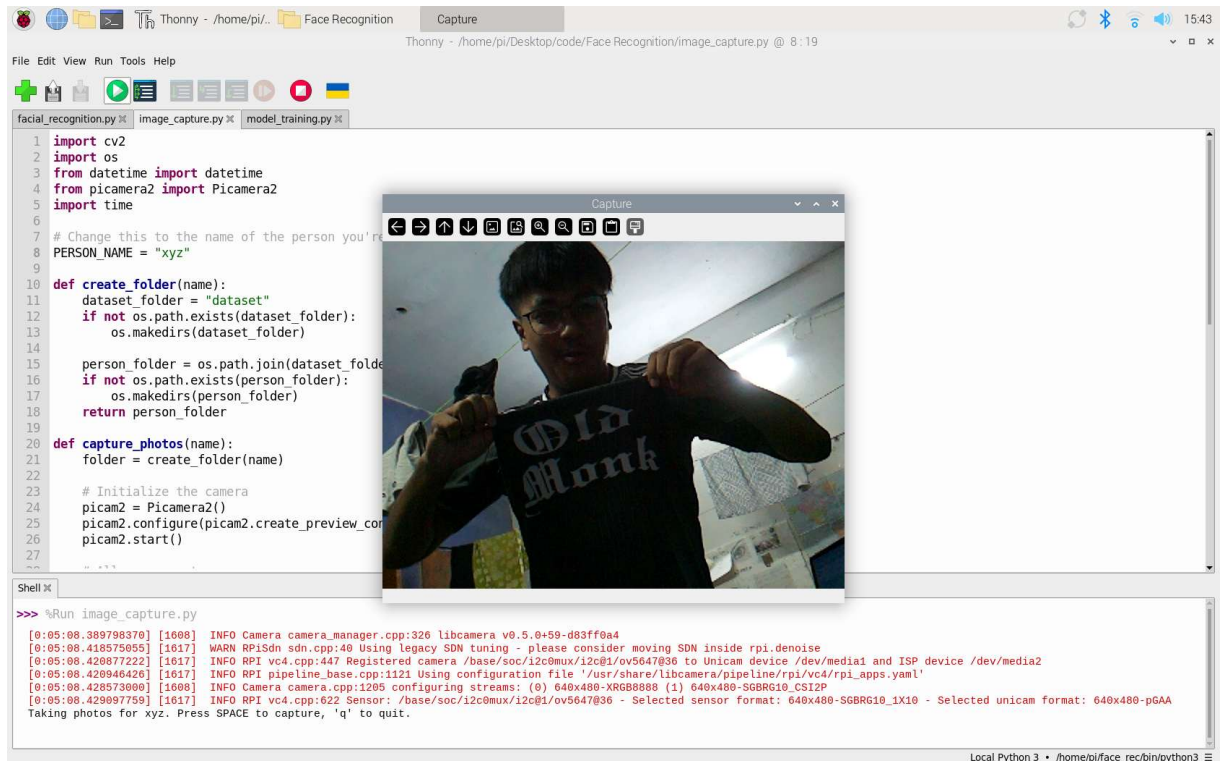 Thonny - /home/pi/..
Face Recognition
Capture
15:43
Thonny - /home/pi/Desktop/code/Face Recognition/image_capture.py @ 8 : 19
File Edit View Run Tools Help
facial_recognition.py
image_capture.py
model_training.py
1 import cv2
2 import os
3 from datetime import datetime
4 from picamera2 import Picamera2
5 import time
6
7 # Change this to the name of the person you're
8 PERSON_NAME = "xyz"
9
10 def create_folder(name):
11     dataset_folder = "dataset"
12     if not os.path.exists(dataset_folder):
13         os.makedirs(dataset_folder)
14
15     person_folder = os.path.join(dataset_folde
16     if not os.path.exists(person_folder):
17         os.makedirs(person_folder)
18     return person_folder
19
20 def capture_photos(name):
21     folder = create_folder(name)
22
23     # Initialize the camera
24     picam2 = Picamera2()
25     picam2.configure(picam2.create_preview_con
26     picam2.start()
27
Capture
Old
Monk
Shell
>>> %Run image_capture.py
[0:05:08.389798370] [1608] INFO Camera camera_manager.cpp:326 libcamera v0.5.0+59-d83ff0a4
[0:05:08.418575055] [1617] WARN RPiSdn sdn.cpp:40 Using legacy SDN tuning - please consider moving SDN inside rpi.denoise
[0:05:08.420877222] [1617] INFO RPI vc4.cpp:447 Registered camera /base/soc/i2c0mux/i2c@1/ov5647@36 to Unicam device /dev/media1 and ISP device /dev/media2
[0:05:08.420946426] [1617] INFO RPI pipeline_base.cpp:1121 Using configuration file '/usr/share/libcamera/pipeline/rpi/vc4/rpi_apps.yaml'
[0:05:08.428573000] [1608] INFO Camera camera.cpp:1205 configuring streams: (0) 640x480-XRGB8888 (1) 640x480-SGBRG10_CSI2P
[0:05:08.429097759] [1617] INFO RPI vc4.cpp:622 Sensor: /base/soc/i2c0mux/i2c@1/ov5647@36 - Selected sensor format: 640x480-SGBRG10_1X10 - Selected unicam format: 640x480-pGAA
Taking photos for xyz. Press SPACE to capture, 'q' to quit.
Local Python 3 • /home/pi/face_rec/bin/python3